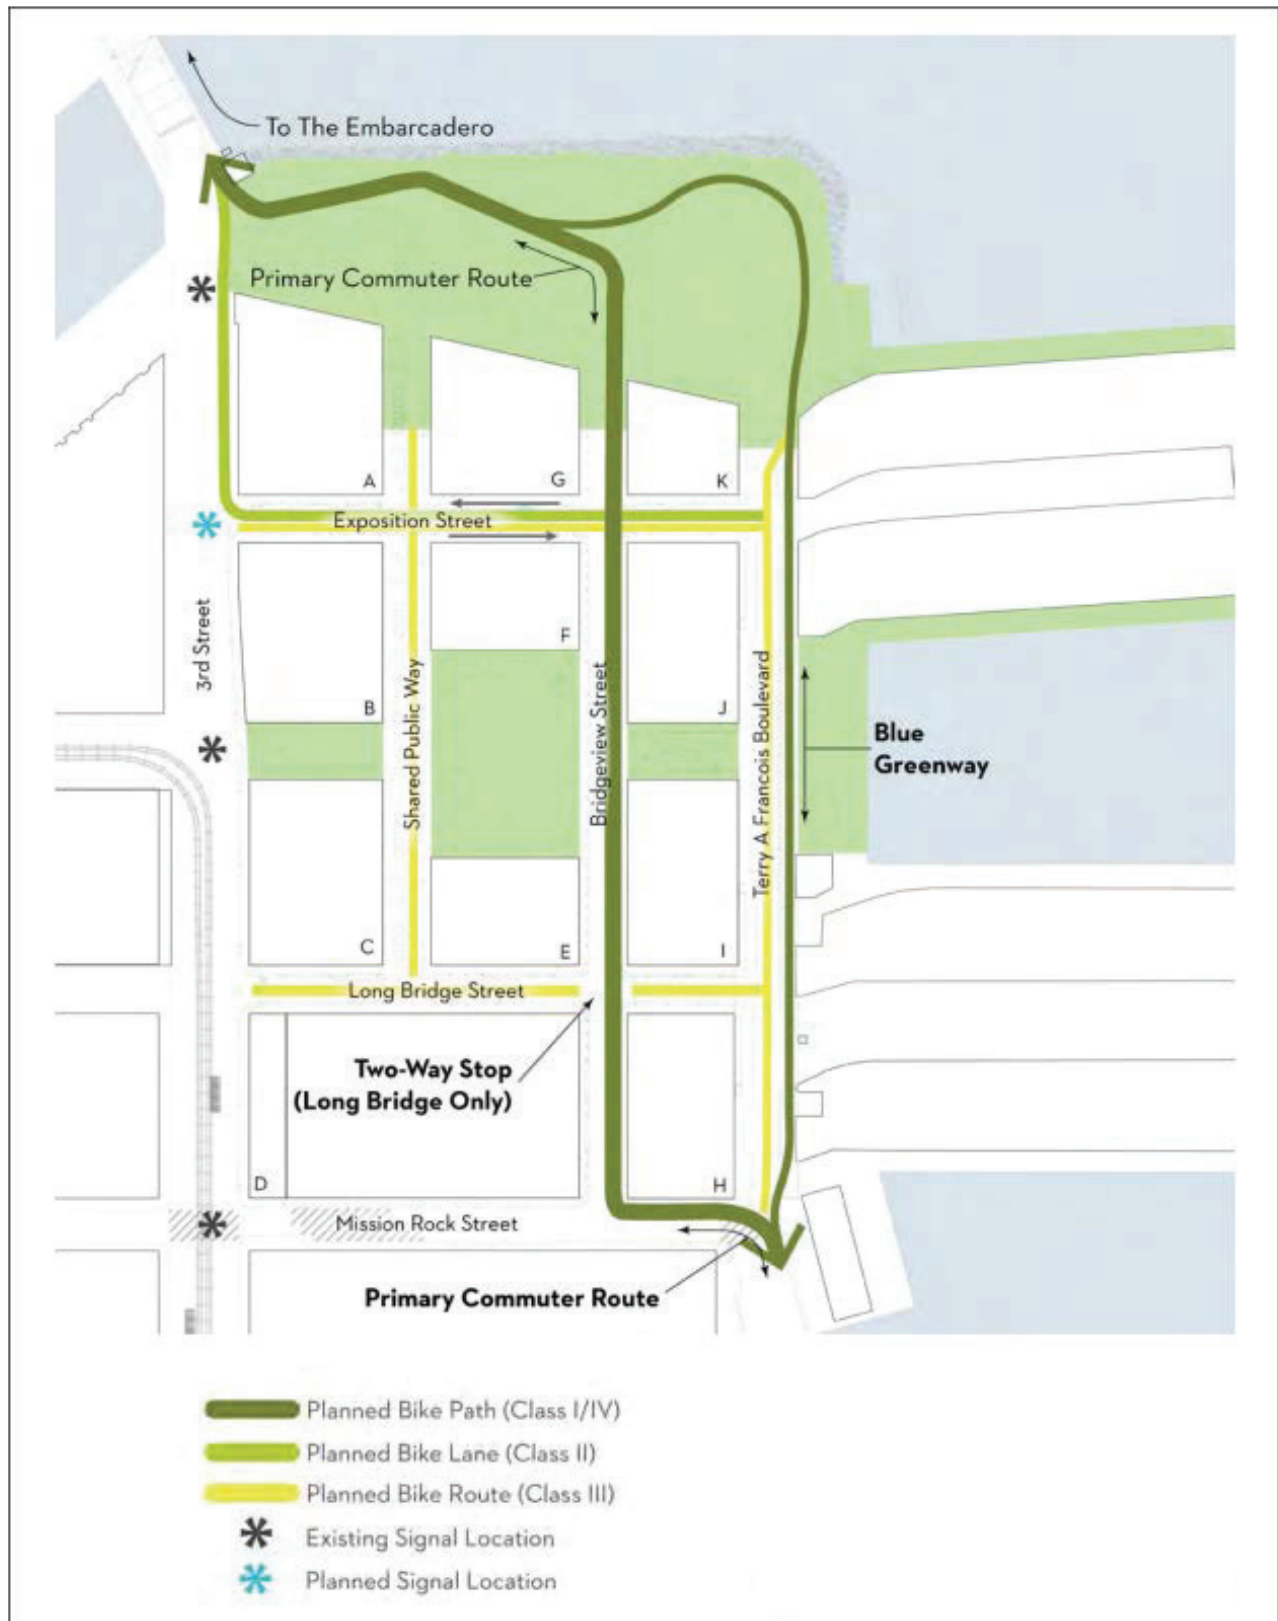 To The Embarcadero
Primary Commuter Route
A
G
K
Exposition Street
3rd Street
Shared Public Way
Bridgeview Street
Terry A Francois Boulevard
F
B
J
Blue
Greenway
C
E
I
Long Bridge Street
Two-Way Stop
(Long Bridge Only)
D
H
Mission Rock Street
Primary Commuter Route
Planned Bike Path (Class I/IV)
Planned Bike Lane (Class II)
Planned Bike Route (Class III)
Existing Signal Location
Planned Signal Location